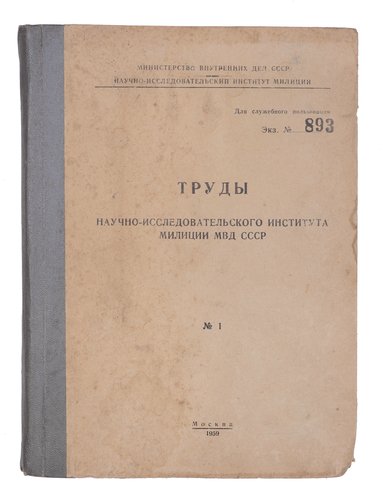 МИНИСТЕРСТВО ВНУТРЕННИХ ДЕЛ СССР
НАУЧНО-ИССЛЕДОВАТЕЛЬСКИЙ ИНСТИТУТ МИЛИЦИИ
Для служебного пользования
Экз. № 893
ТРУДЫ
НАУЧНО-ИССЛЕДОВАТЕЛЬСКОГО ИНСТИТУТА
МИЛИЦИИ МВД СССР
№ 1
Москва
1959